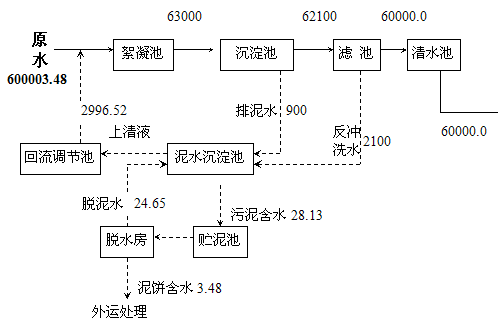 63000
62100
60000.0
原水
600003.48
絮凝池
沉淀池
滤 池
清水池
2996.52
排泥水
900
反冲洗水
2100
60000.0
上清液
回流调节池
泥水沉淀池
脱泥水
24.65
污泥含水 28.13
脱水房
贮泥池
泥饼含水 3.48
外运处理